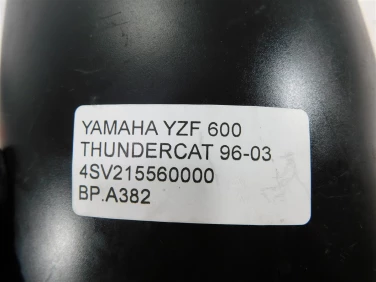 YAMAHA YZF 600
THUNDERCAT 96-03
4SV215560000
BP.A382